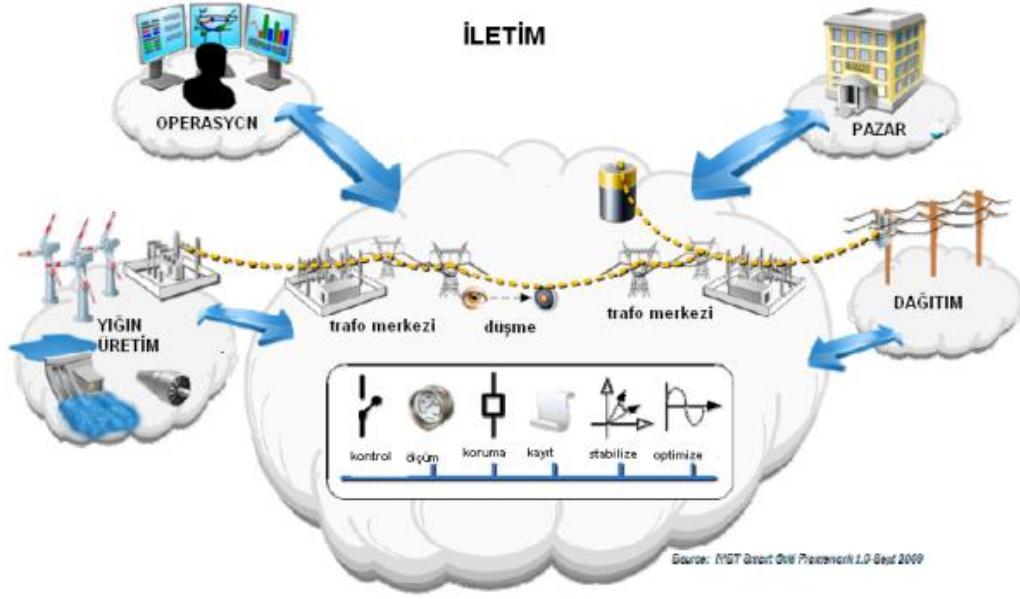 İLETİM
OPERASYCN
PAZAR
YIĞIN
ÜRETİM
DAĞITIM
trafo merkezi
düşme
trafo merkezi
kontrol
ölçüm
koruma
kayıt
stabilize
optimize
Source: NIST Smart Grid Framework 1.0 Sept 2009